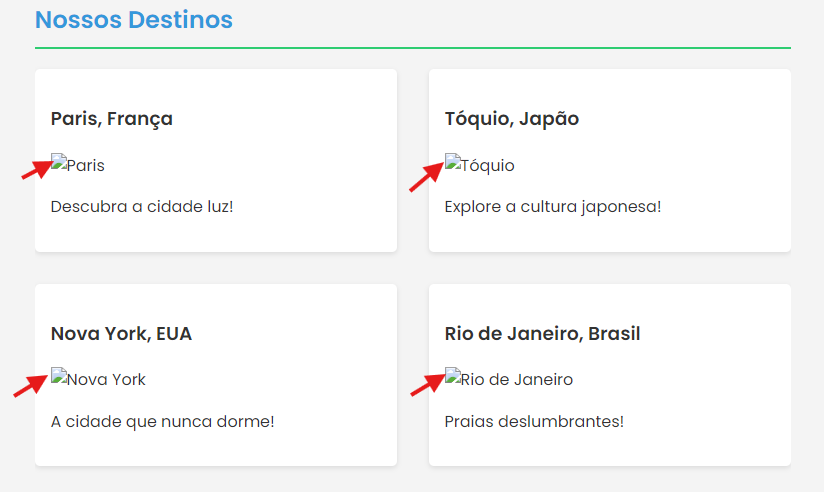 Nossos Destinos
Paris, França
Paris
Descubra a cidade luz!
Tóquio, Japão
Tóquio
Explore a cultura japonesa!
Nova York, EUA
Nova York
A cidade que nunca dorme!
Rio de Janeiro, Brasil
Rio de Janeiro
Praias deslumbrantes!